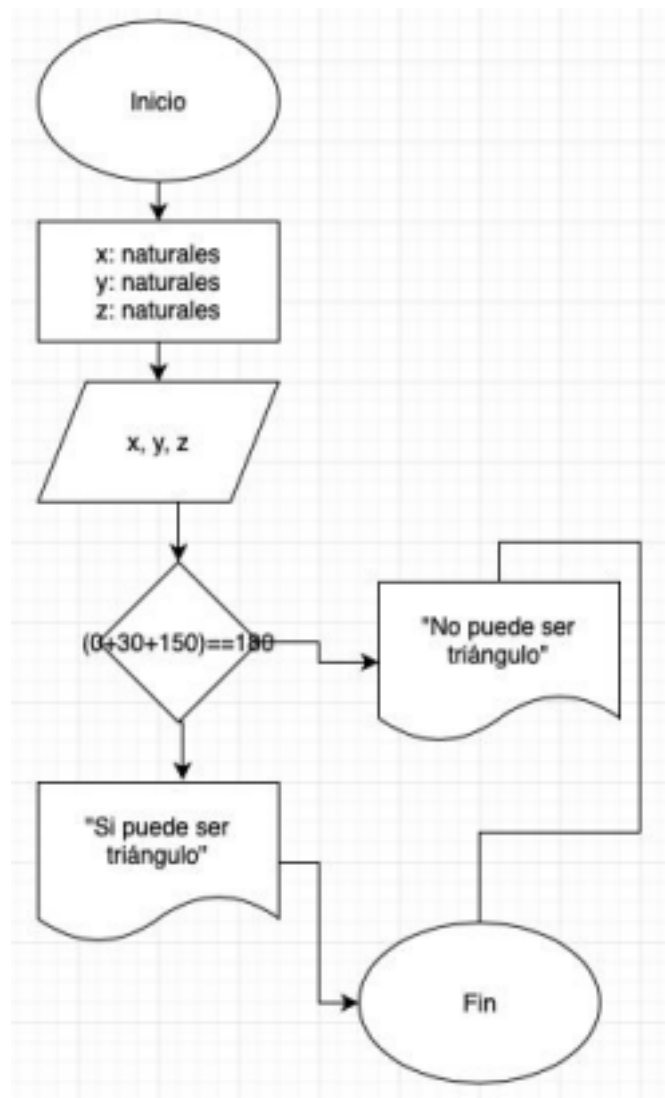 Inicio
x: naturales
y: naturales
z: naturales
x, y, z
(0+30+150)==180
"No puede ser
triángulo"
"Si puede ser
triángulo"
Fin